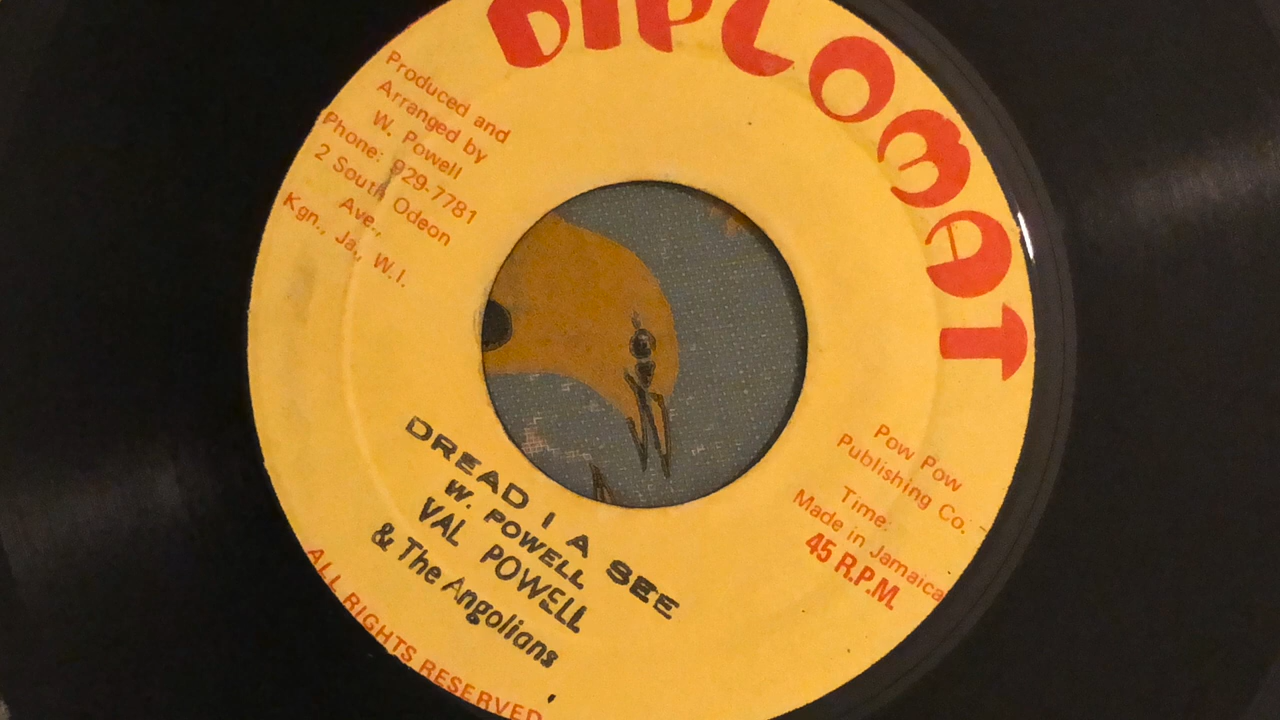 DIPLOMAT
Produced and
Arranged by
W. Powell
Phone: 929-7781
2 South Odeon
Ave.,
Kgn., Ja., W.I.
Pow Pow
Publishing Co.
Time:
Made in Jamaica
45 R.P.M.
DREAD I A SEE
W. POWELL
VAL POWELL
& The Angolians
ALL RIGHTS RESERVED